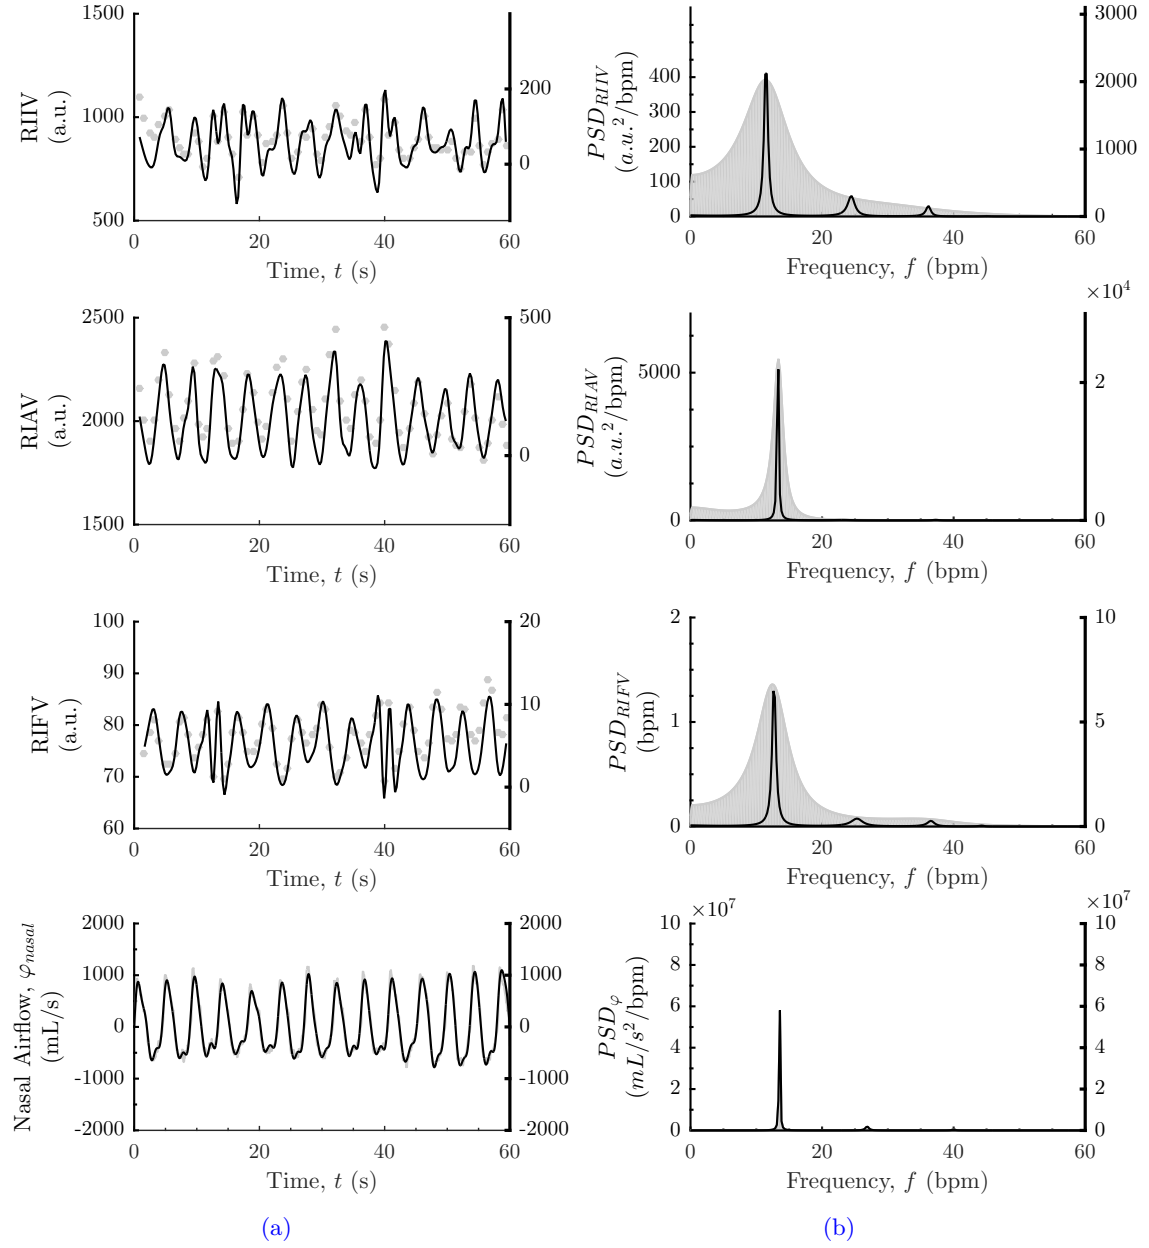 1500
1000
500
RIIV
(a.u.)
200
0
0 20 40 60
Time, t (s)
400
300
200
100
0
PSD_RIIV
(a.u.²/bpm)
3000
2000
1000
0
0 20 40 60
Frequency, f (bpm)
2500
2000
1500
RIAV
(a.u.)
500
0
0 20 40 60
Time, t (s)
×10⁴
5000
0
PSD_RIAV
(a.u.²/bpm)
2
0
0 20 40 60
Frequency, f (bpm)
100
90
80
70
60
RIFV
(a.u.)
20
10
0
0 20 40 60
Time, t (s)
2
1
0
PSD_RIFV
(bpm)
10
5
0
0 20 40 60
Frequency, f (bpm)
2000
1000
0
-1000
-2000
Nasal Airflow, φ_nasal
(mL/s)
2000
1000
0
-1000
-2000
0 20 40 60
Time, t (s)
×10⁷
10
8
6
4
2
0
PSD_φ
(mL/s²/bpm)
×10⁷
10
8
6
4
2
0
0 20 40 60
Frequency, f (bpm)
(a)
(b)